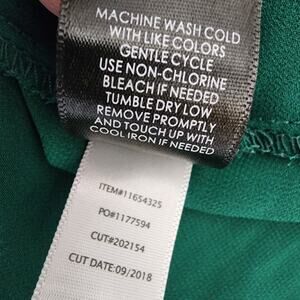 MACHINE WASH COLD
WITH LIKE COLORS
GENTLE CYCLE
USE NON-CHLORINE
BLEACH IF NEEDED
TUMBLE DRY LOW
REMOVE PROMPTLY
AND TOUCH UP WITH
COOL IRON IF NEEDED
ITEM#11654325
PO#1177594
CUT#202154
CUT DATE:09/2018